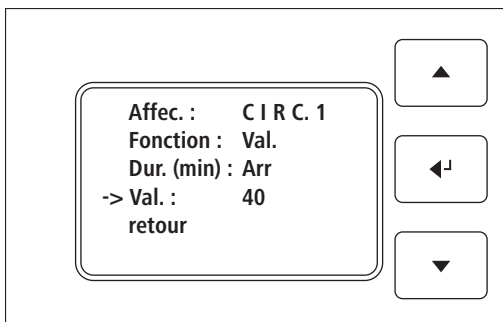 Affec. : C I R C. 1
Fonction : Val.
Dur. (min) : Arr
-> Val. : 40
retour